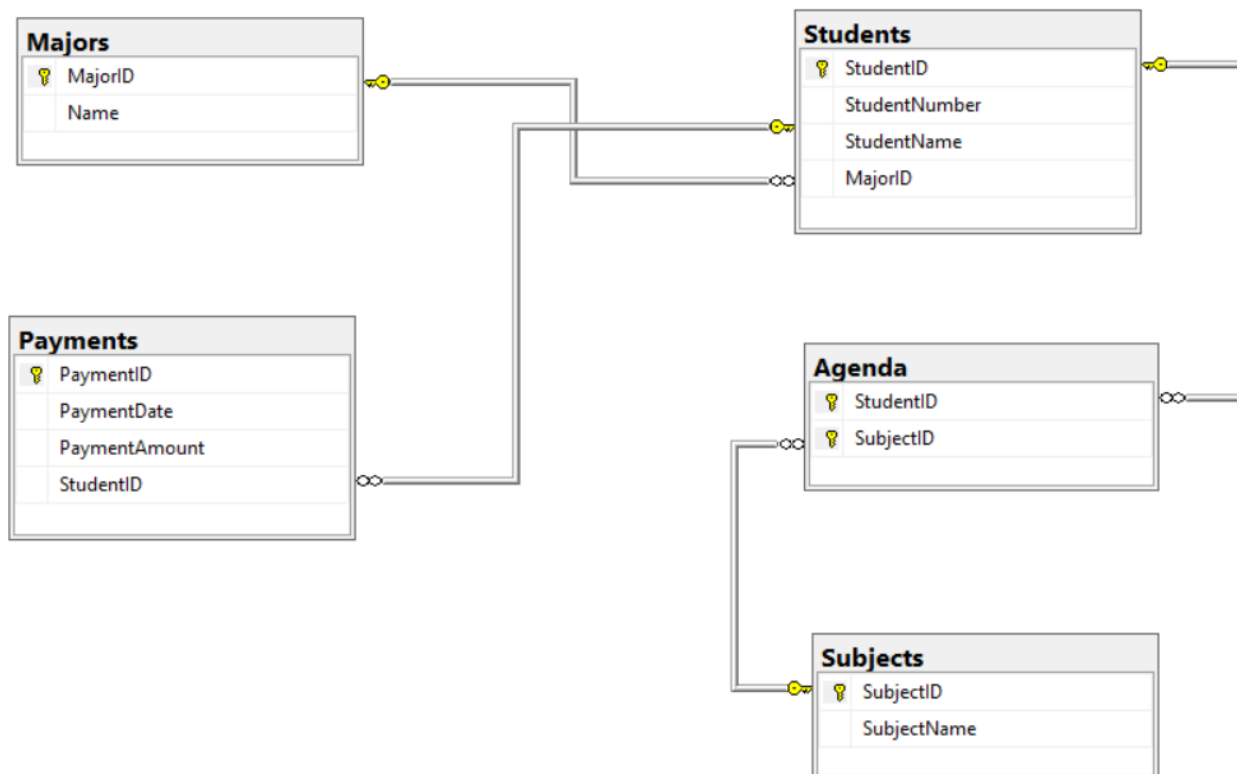 Majors
MajorID
Name
Students
StudentID
StudentNumber
StudentName
MajorID
Payments
PaymentID
PaymentDate
PaymentAmount
StudentID
Agenda
StudentID
SubjectID
Subjects
SubjectID
SubjectName